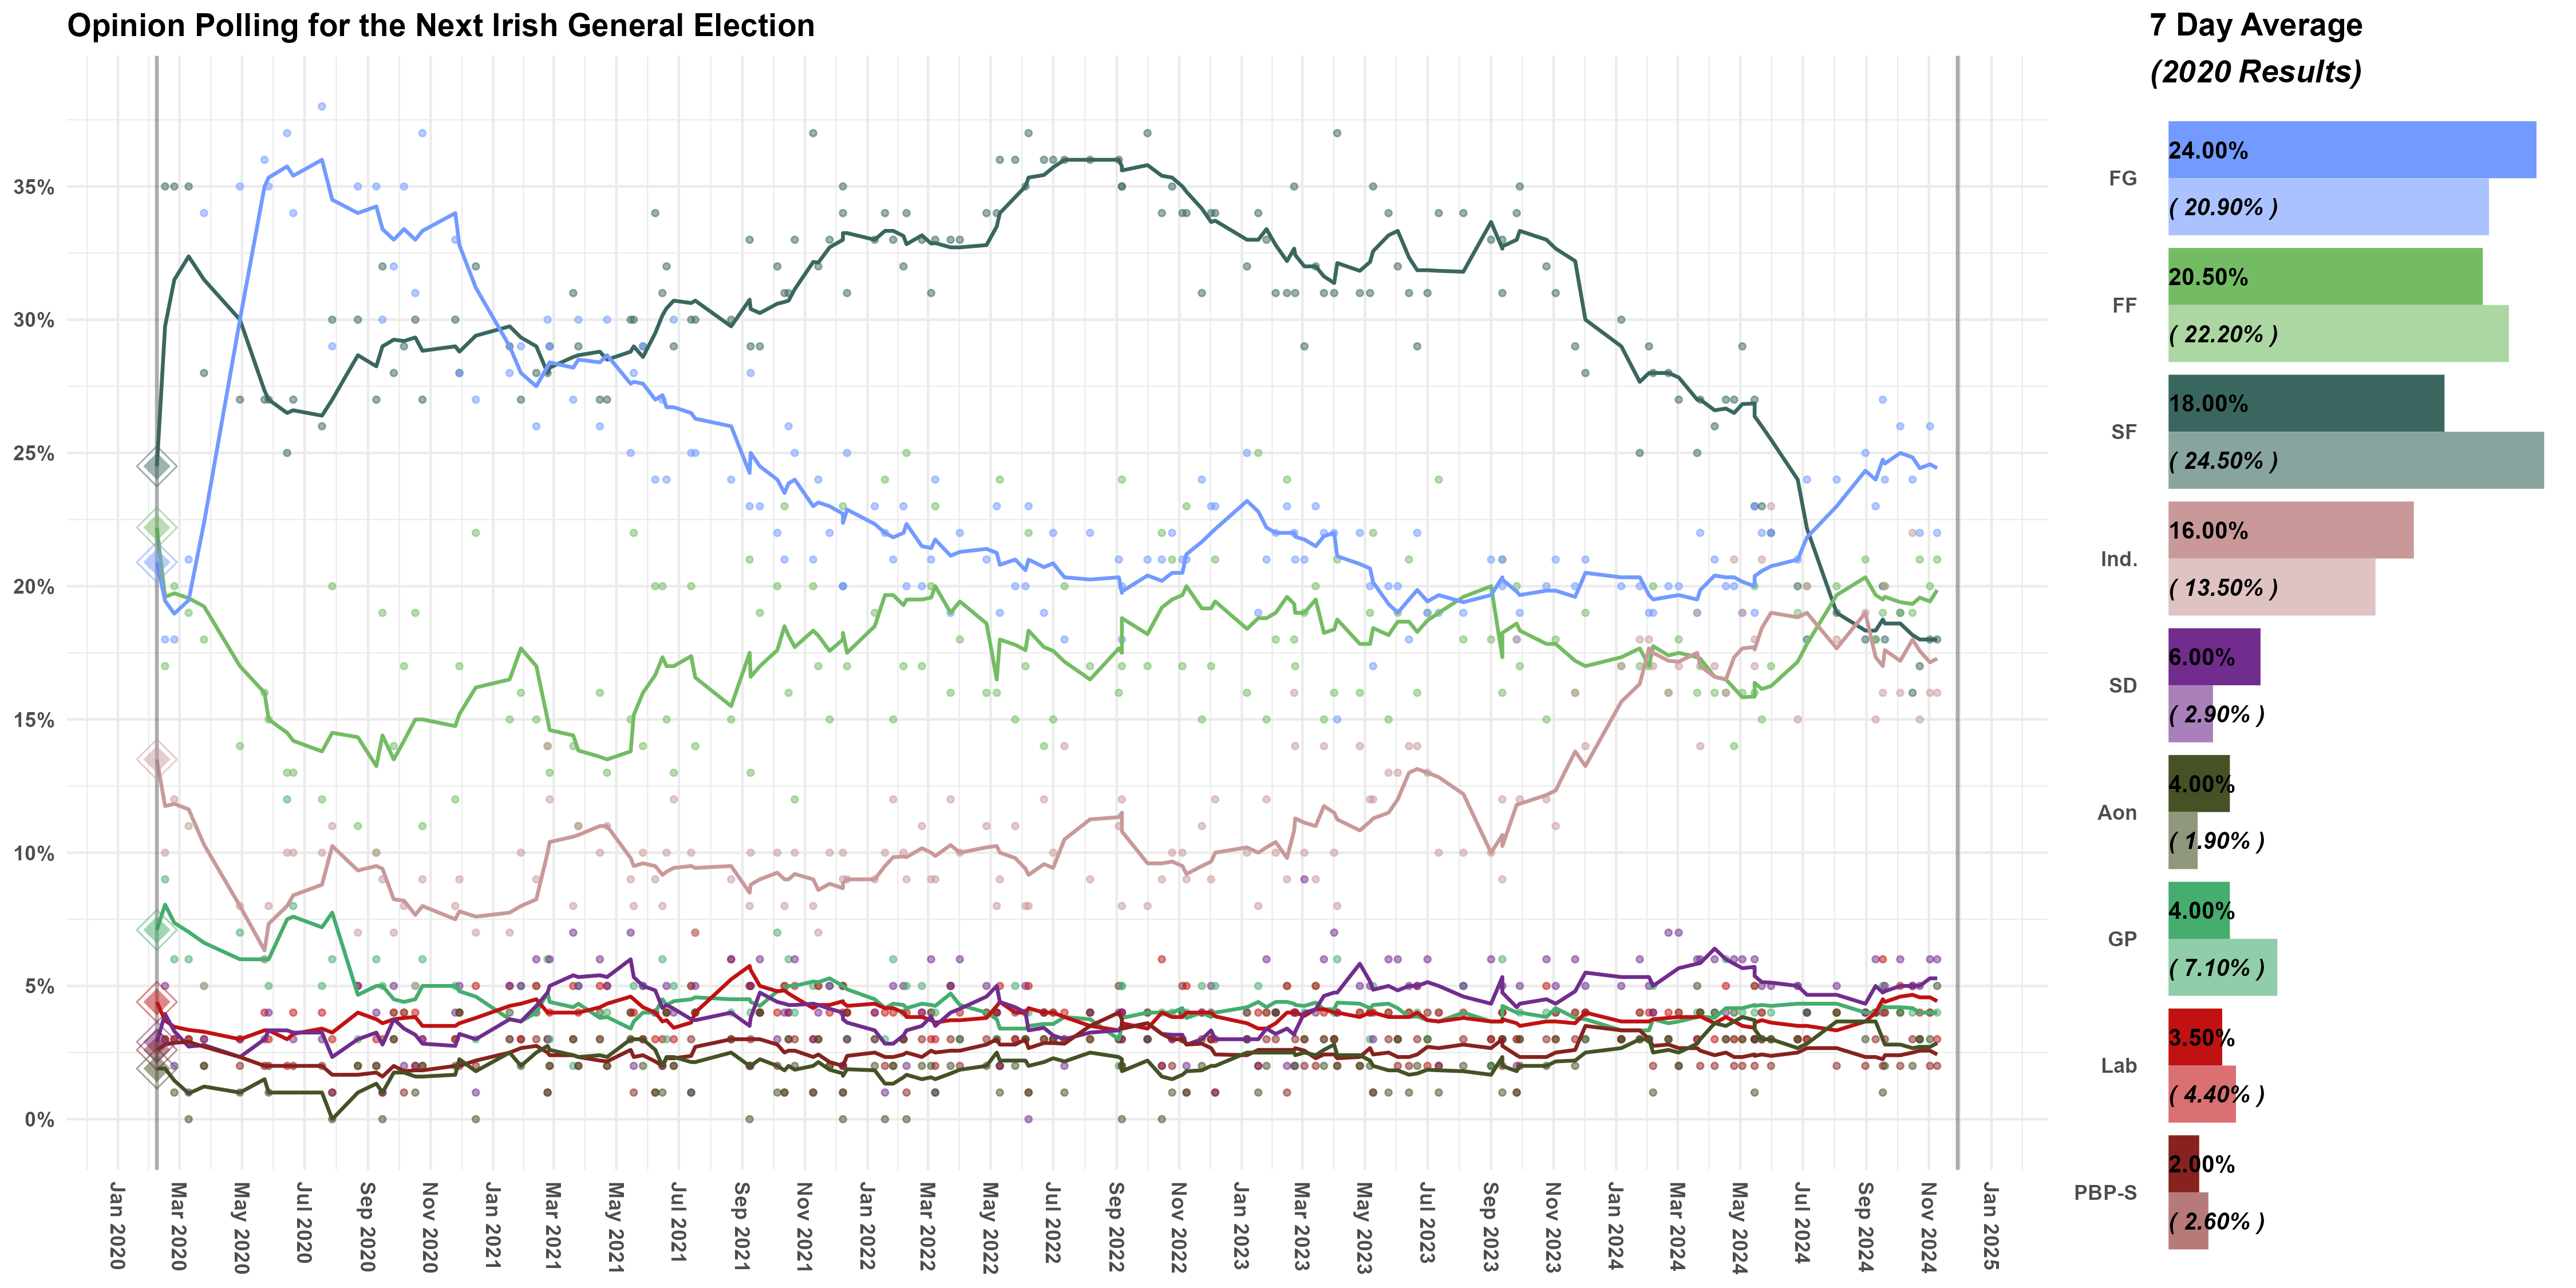 Opinion Polling for the Next Irish General Election
35%
30%
25%
20%
15%
10%
5%
0%
Jan 2020
Mar 2020
May 2020
Jul 2020
Sep 2020
Nov 2020
Jan 2021
Mar 2021
May 2021
Jul 2021
Sep 2021
Nov 2021
Jan 2022
Mar 2022
May 2022
Jul 2022
Sep 2022
Nov 2022
Jan 2023
Mar 2023
May 2023
Jul 2023
Sep 2023
Nov 2023
Jan 2024
Mar 2024
May 2024
Jul 2024
Sep 2024
Nov 2024
Jan 2025
7 Day Average
(2020 Results)
FG
24.00%
( 20.90% )
FF
20.50%
( 22.20% )
SF
18.00%
( 24.50% )
Ind.
16.00%
( 13.50% )
SD
6.00%
( 2.90% )
Aon
4.00%
( 1.90% )
GP
4.00%
( 7.10% )
Lab
3.50%
( 4.40% )
PBP-S
2.00%
( 2.60% )